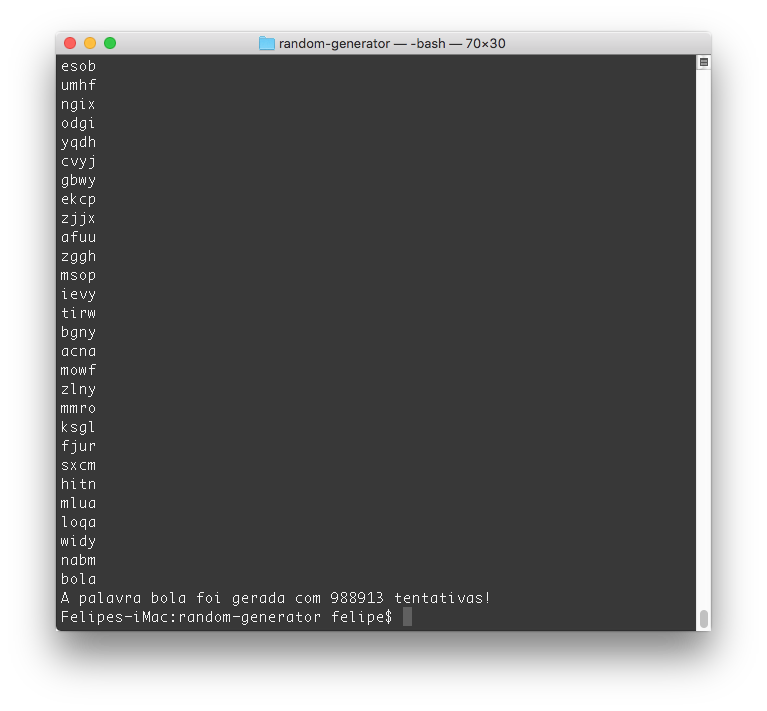 random-generator — -bash — 70×30
esob
umhf
ngix
odgi
yqdh
cvyj
gbwy
ekcp
zjjx
afuu
zggh
msop
ievy
tirw
bgny
acna
mowf
zlny
mmro
ksgl
fjur
sxcm
hitn
mlua
loqa
widy
nabm
bola
A palavra bola foi gerada com 988913 tentativas!
Felipes-iMac:random-generator felipe$